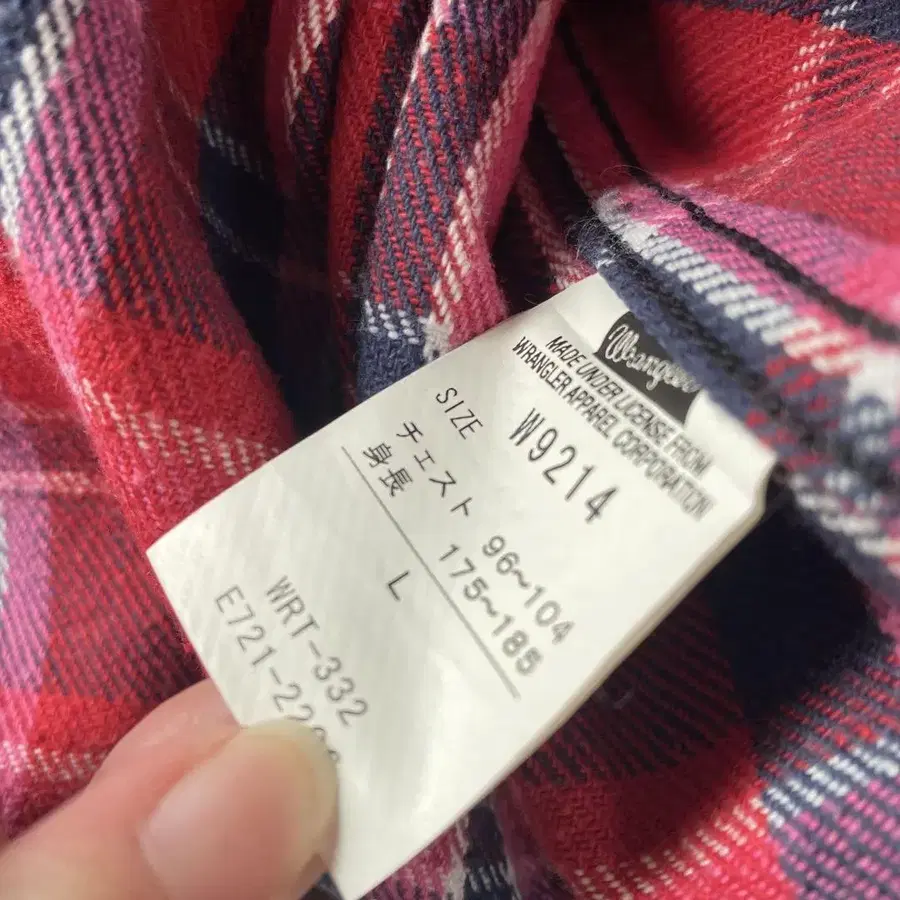 Wrangler
MADE UNDER LICENSE FROM
WRANGLER APPAREL CORPORATION
W9214
SIZE
チェスト 96~104
身長 175~185
L
WRT-332